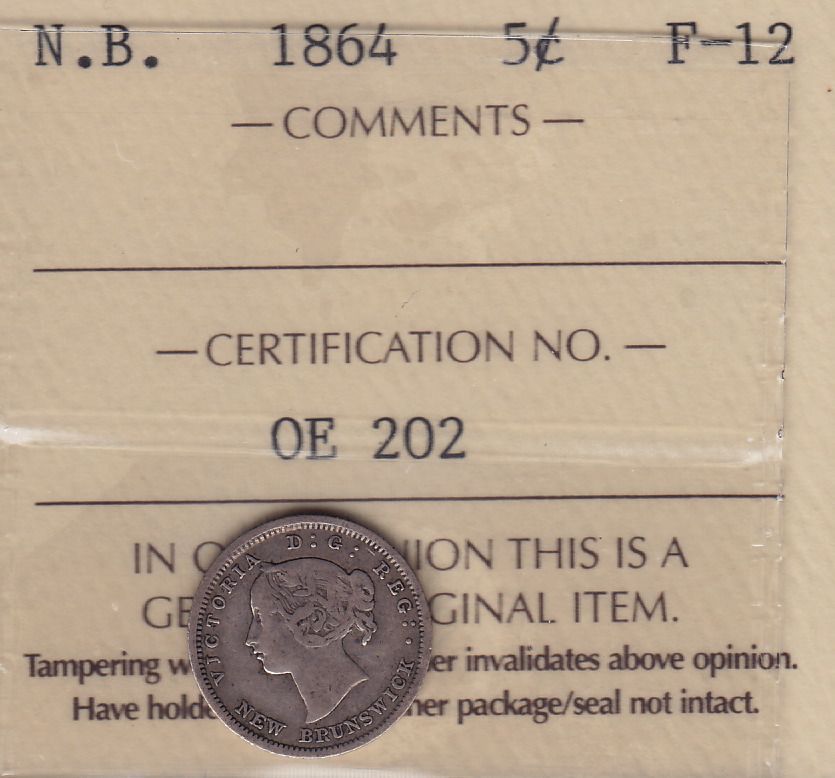 N.B. 1864 5¢ F-12
— COMMENTS —
— CERTIFICATION NO. —
OE 202
IN ION THIS IS A
GE GINAL ITEM.
Tampering w er invalidates above opinion.
Have holde her package/seal not intact.
VICTORIA D:G: REG:
NEW BRUNSWICK